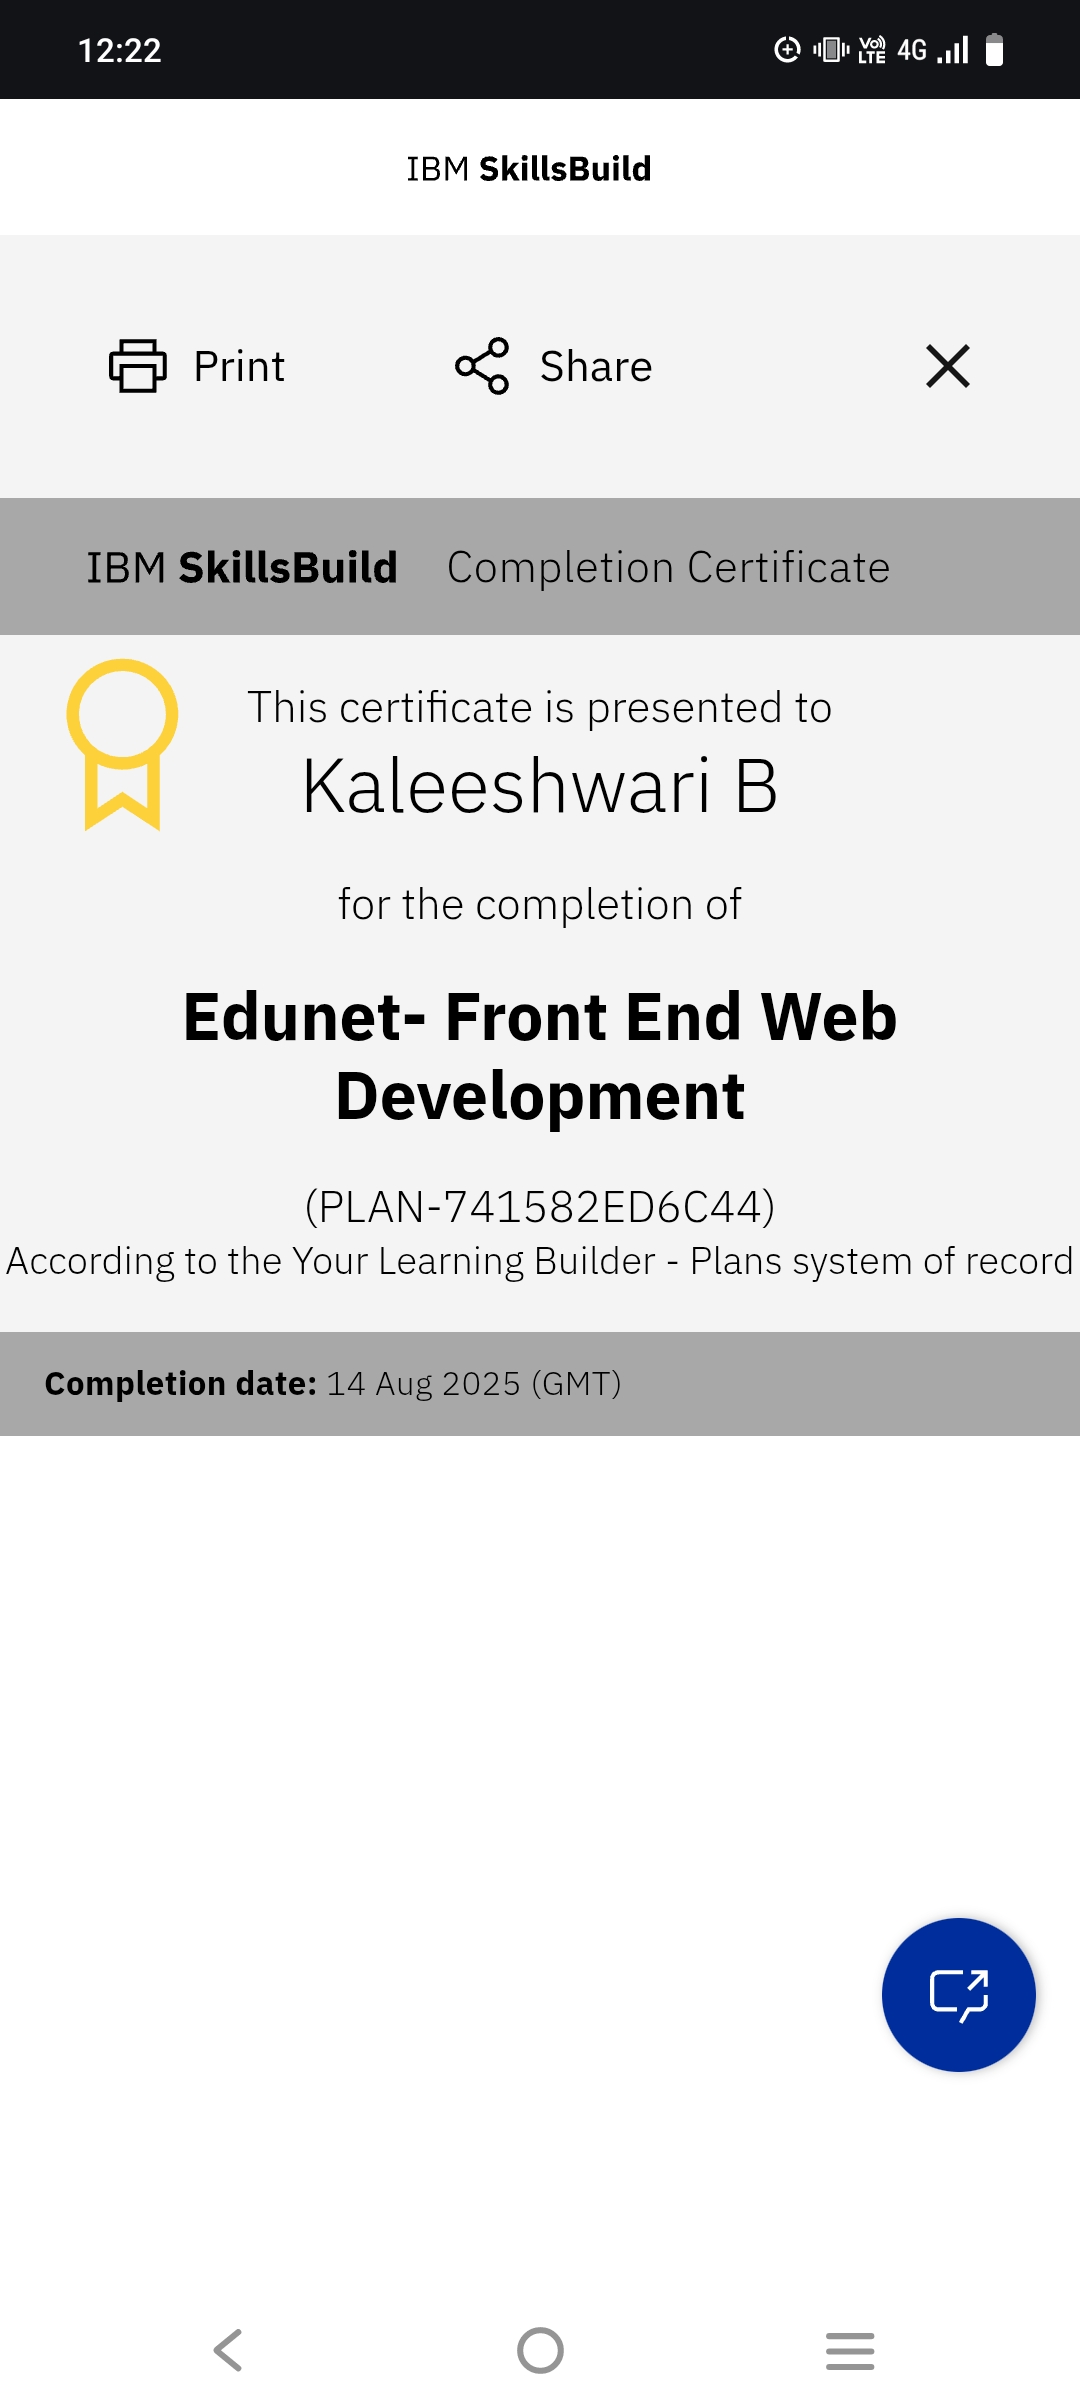 12:22
Vo) LTE 4G
IBM SkillsBuild
Print
Share
IBM SkillsBuild Completion Certificate
This certificate is presented to
Kaleeshwari B
for the completion of
Edunet- Front End Web
Development
(PLAN-741582ED6C44)
According to the Your Learning Builder - Plans system of record
Completion date: 14 Aug 2025 (GMT)